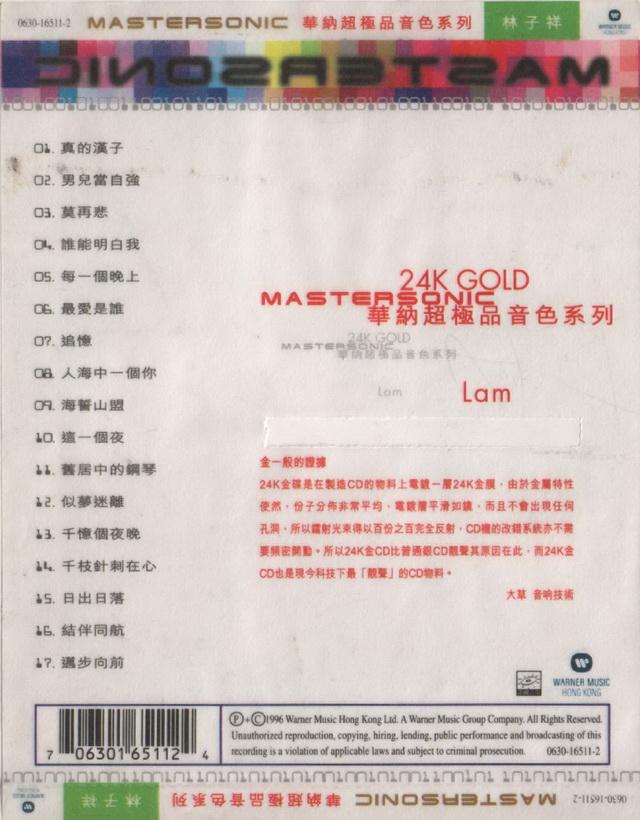 0630-16511-2 MASTERSONIC 華納超極品音色系列 林子祥
MASTERSONIC
01. 真的漢子
02. 男兒當自強
03. 莫再悲
04. 誰能明白我
05. 每一個晚上
06. 最愛是誰
07. 追憶
08. 人海中一個你
09. 海誓山盟
10. 這一個夜
11. 舊居中的鋼琴
12. 似夢迷離
13. 千億個夜晚
14. 千枝針刺在心
15. 日出日落
16. 結伴同航
17. 邁步向前
24K GOLD
MASTERSONIC
華納超極品音色系列
24K GOLD
MASTERSONIC
華納超極品音色系列
Lam
Lam
金一般的證據
24K金碟是在製造CD的物料上電鍍一層24K金膜，由於金屬特性
使然，份子分佈非常平均，電鍍層平滑如鏡，而且不會出現任何
孔洞，所以鐳射光束得以百份之百完全反射，CD機的改錯系統亦不需
要頻密開動。所以24K金CD比普通銀CD靚聲其原因在此，而24K金
CD也是現今科技下最「靚聲」的CD物料。
大草 音响技術
WARNER MUSIC
HONG KONG
7 06301 65112 4
Ⓟ+©1996 Warner Music Hong Kong Ltd. A Warner Music Group Company. All Rights Reserved.
Unauthorized reproduction, copying, hiring, lending, public performance and broadcasting of this
recording is a violation of applicable laws and subject to criminal prosecution. 0630-16511-2
0630-16511-2 MASTERSONIC 華納超極品音色系列 林子祥